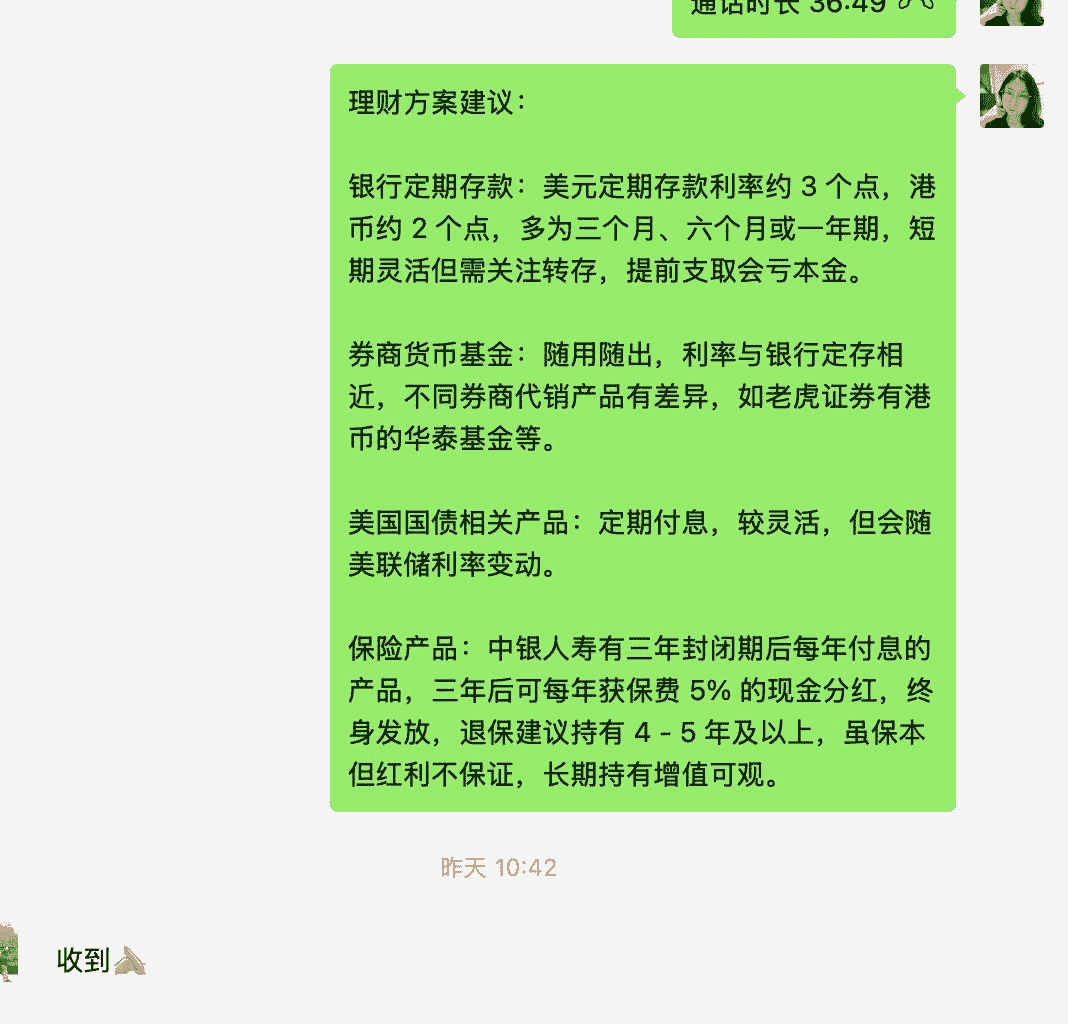 通话时长 36:49
理财方案建议：
银行定期存款：美元定期存款利率约 3 个点，港
币约 2 个点，多为三个月、六个月或一年期，短
期灵活但需关注转存，提前支取会亏本金。
券商货币基金：随用随出，利率与银行定存相
近，不同券商代销产品有差异，如老虎证券有港
币的华泰基金等。
美国国债相关产品：定期付息，较灵活，但会随
美联储利率变动。
保险产品：中银人寿有三年封闭期后每年付息的
产品，三年后可每年获保费 5% 的现金分红，终
身发放，退保建议持有 4 - 5 年及以上，虽保本
但红利不保证，长期持有增值可观。
昨天 10:42
收到